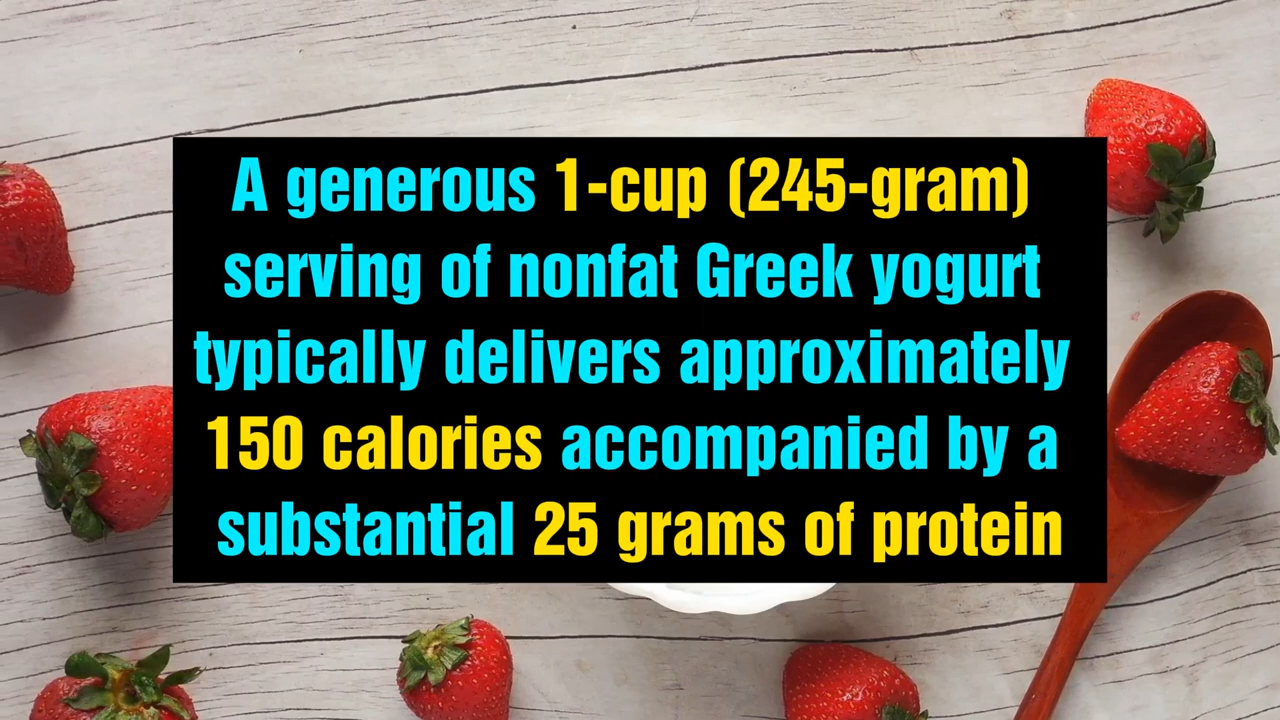 A generous 1-cup (245-gram)
serving of nonfat Greek yogurt
typically delivers approximately
150 calories accompanied by a
substantial 25 grams of protein